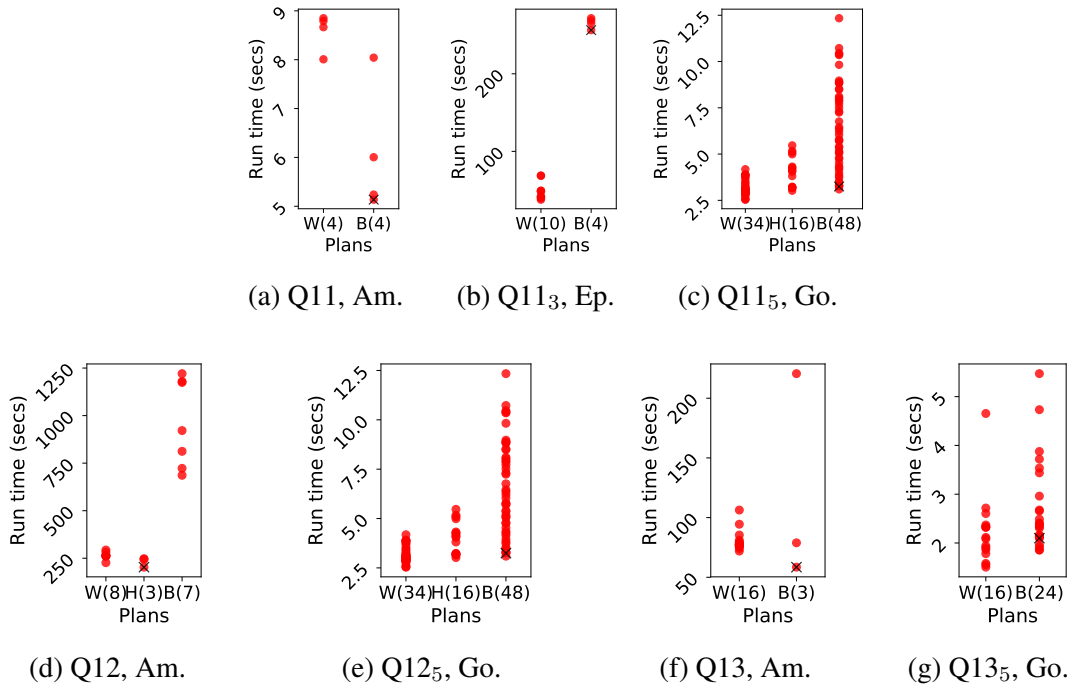 Run time (secs)
9
8
7
6
5
W(4) B(4)
Plans
(a) Q11, Am.
Run time (secs)
200
100
W(10) B(4)
Plans
(b) Q11₃, Ep.
Run time (secs)
12.5
10.0
7.5
5.0
2.5
W(34) H(16) B(48)
Plans
(c) Q11₅, Go.
Run time (secs)
1250
1000
750
500
250
W(8) H(3) B(7)
Plans
(d) Q12, Am.
Run time (secs)
12.5
10.0
7.5
5.0
2.5
W(34) H(16) B(48)
Plans
(e) Q12₅, Go.
Run time (secs)
200
150
100
50
W(16) B(3)
Plans
(f) Q13, Am.
Run time (secs)
5
4
3
2
W(16) B(24)
Plans
(g) Q13₅, Go.